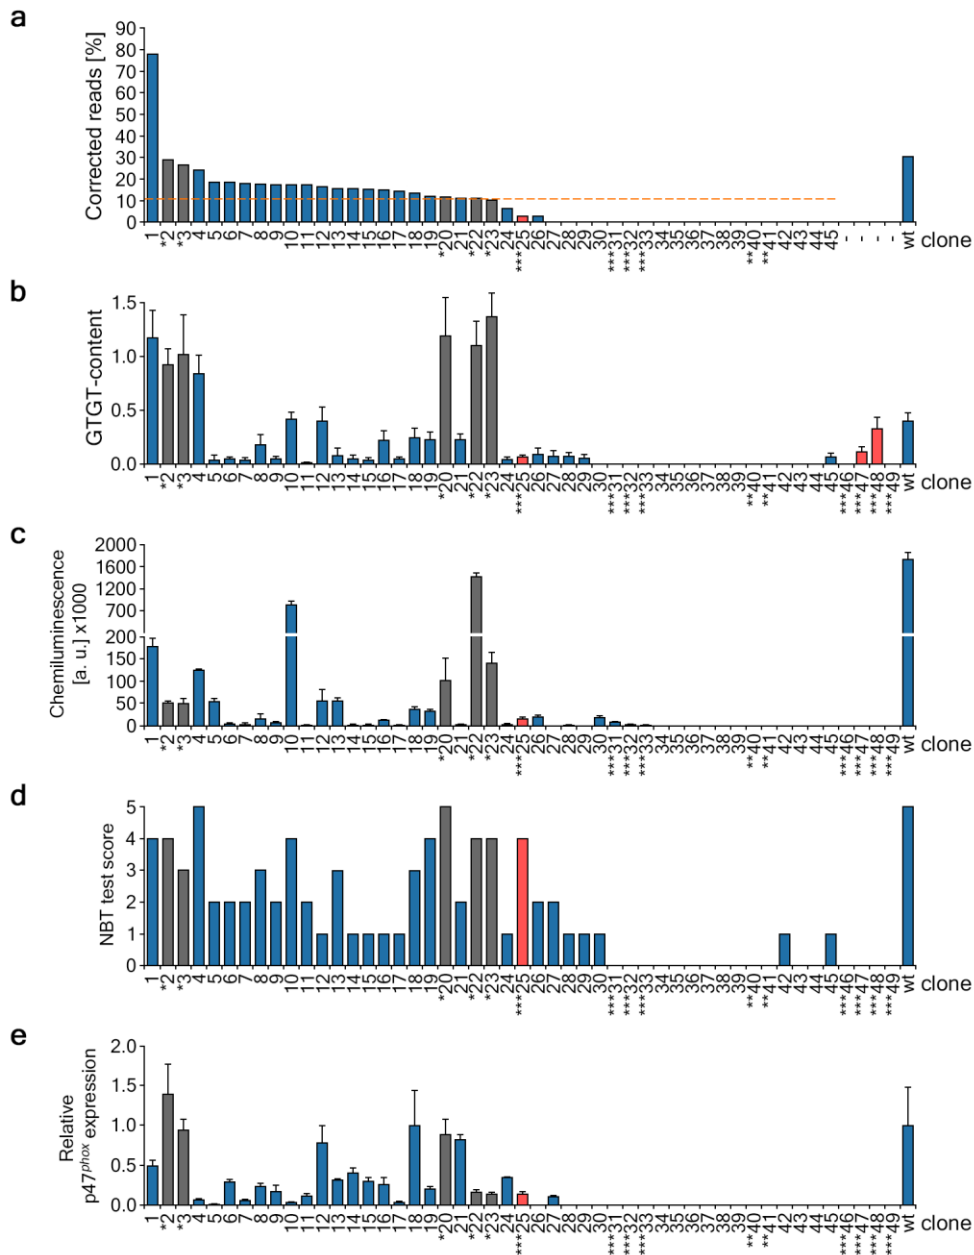 a
Corrected reads [%]
90
80
70
60
50
40
30
20
10
0
1 *2 *3 4 5 6 7 8 9 10 11 12 13 14 15 16 17 18 19 *20 21 *22 *23 24 ***25 26 27 28 29 30 ***31 ***32 ***33 34 35 36 37 38 39 **40 **41 42 43 44 45 - - - - wt clone
b
GTGT-content
1.5
1.0
0.5
0.0
1 *2 *3 4 5 6 7 8 9 10 11 12 13 14 15 16 17 18 19 *20 21 *22 *23 24 ***25 26 27 28 29 30 ***31 ***32 ***33 34 35 36 37 38 39 **40 **41 42 43 44 45 ***46 ***47 ***48 ***49 wt clone
c
Chemiluminescence
[a. u.] x1000
2000
1600
1200
700
200
150
100
50
0
1 *2 *3 4 5 6 7 8 9 10 11 12 13 14 15 16 17 18 19 *20 21 *22 *23 24 ***25 26 27 28 29 30 ***31 ***32 ***33 34 35 36 37 38 39 **40 **41 42 43 44 45 ***46 ***47 ***48 ***49 wt clone
d
NBT test score
5
4
3
2
1
0
1 *2 *3 4 5 6 7 8 9 10 11 12 13 14 15 16 17 18 19 *20 21 *22 *23 24 ***25 26 27 28 29 30 ***31 ***32 ***33 34 35 36 37 38 39 **40 **41 42 43 44 45 ***46 ***47 ***48 ***49 wt clone
e
Relative
p47phox expression
2.0
1.5
1.0
0.5
0.0
1 *2 *3 4 5 6 7 8 9 10 11 12 13 14 15 16 17 18 19 *20 21 *22 *23 24 ***25 26 27 28 29 30 ***31 ***32 ***33 34 35 36 37 38 39 **40 **41 42 43 44 45 ***46 ***47 ***48 ***49 wt clone